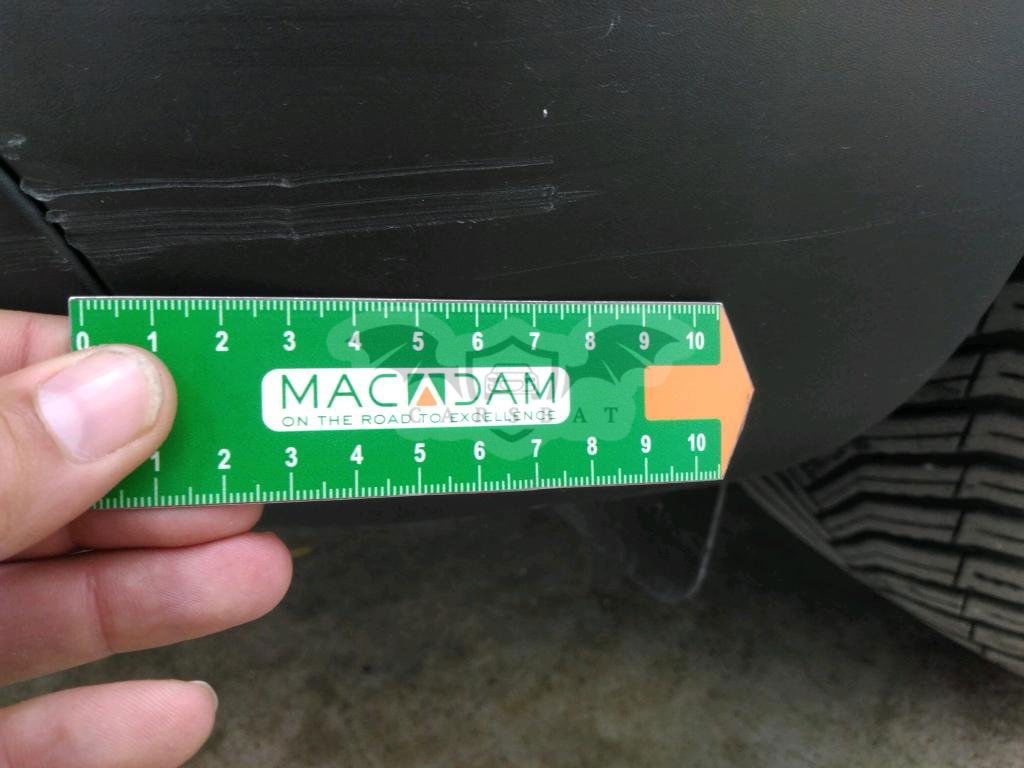 0 1 2 3 4 5 6 7 8 9 10
MACADAM
ON THE ROAD TO EXCELLENCE
CARSBAT
1 2 3 4 5 6 7 8 9 10